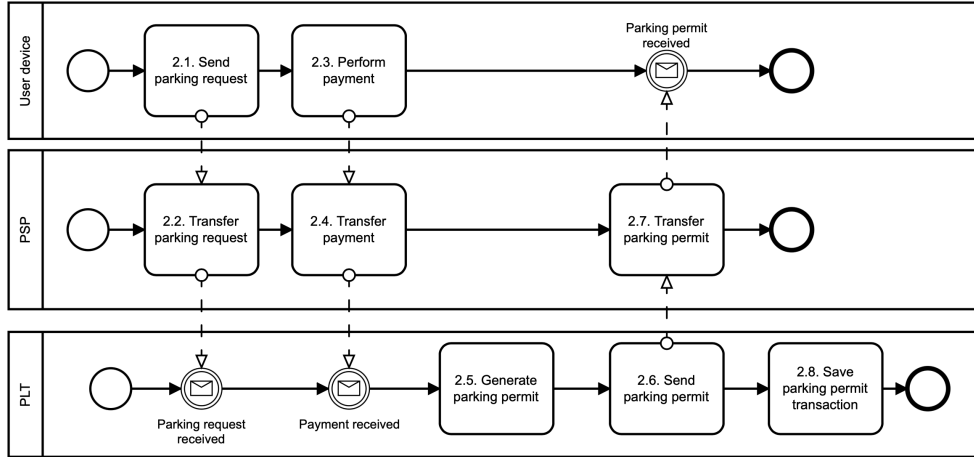 User device
2.1. Send
parking request
2.3. Perform
payment
Parking permit
received
PSP
2.2. Transfer
parking request
2.4. Transfer
payment
2.7. Transfer
parking permit
PLT
Parking request
received
Payment received
2.5. Generate
parking permit
2.6. Send
parking permit
2.8. Save
parking permit
transaction